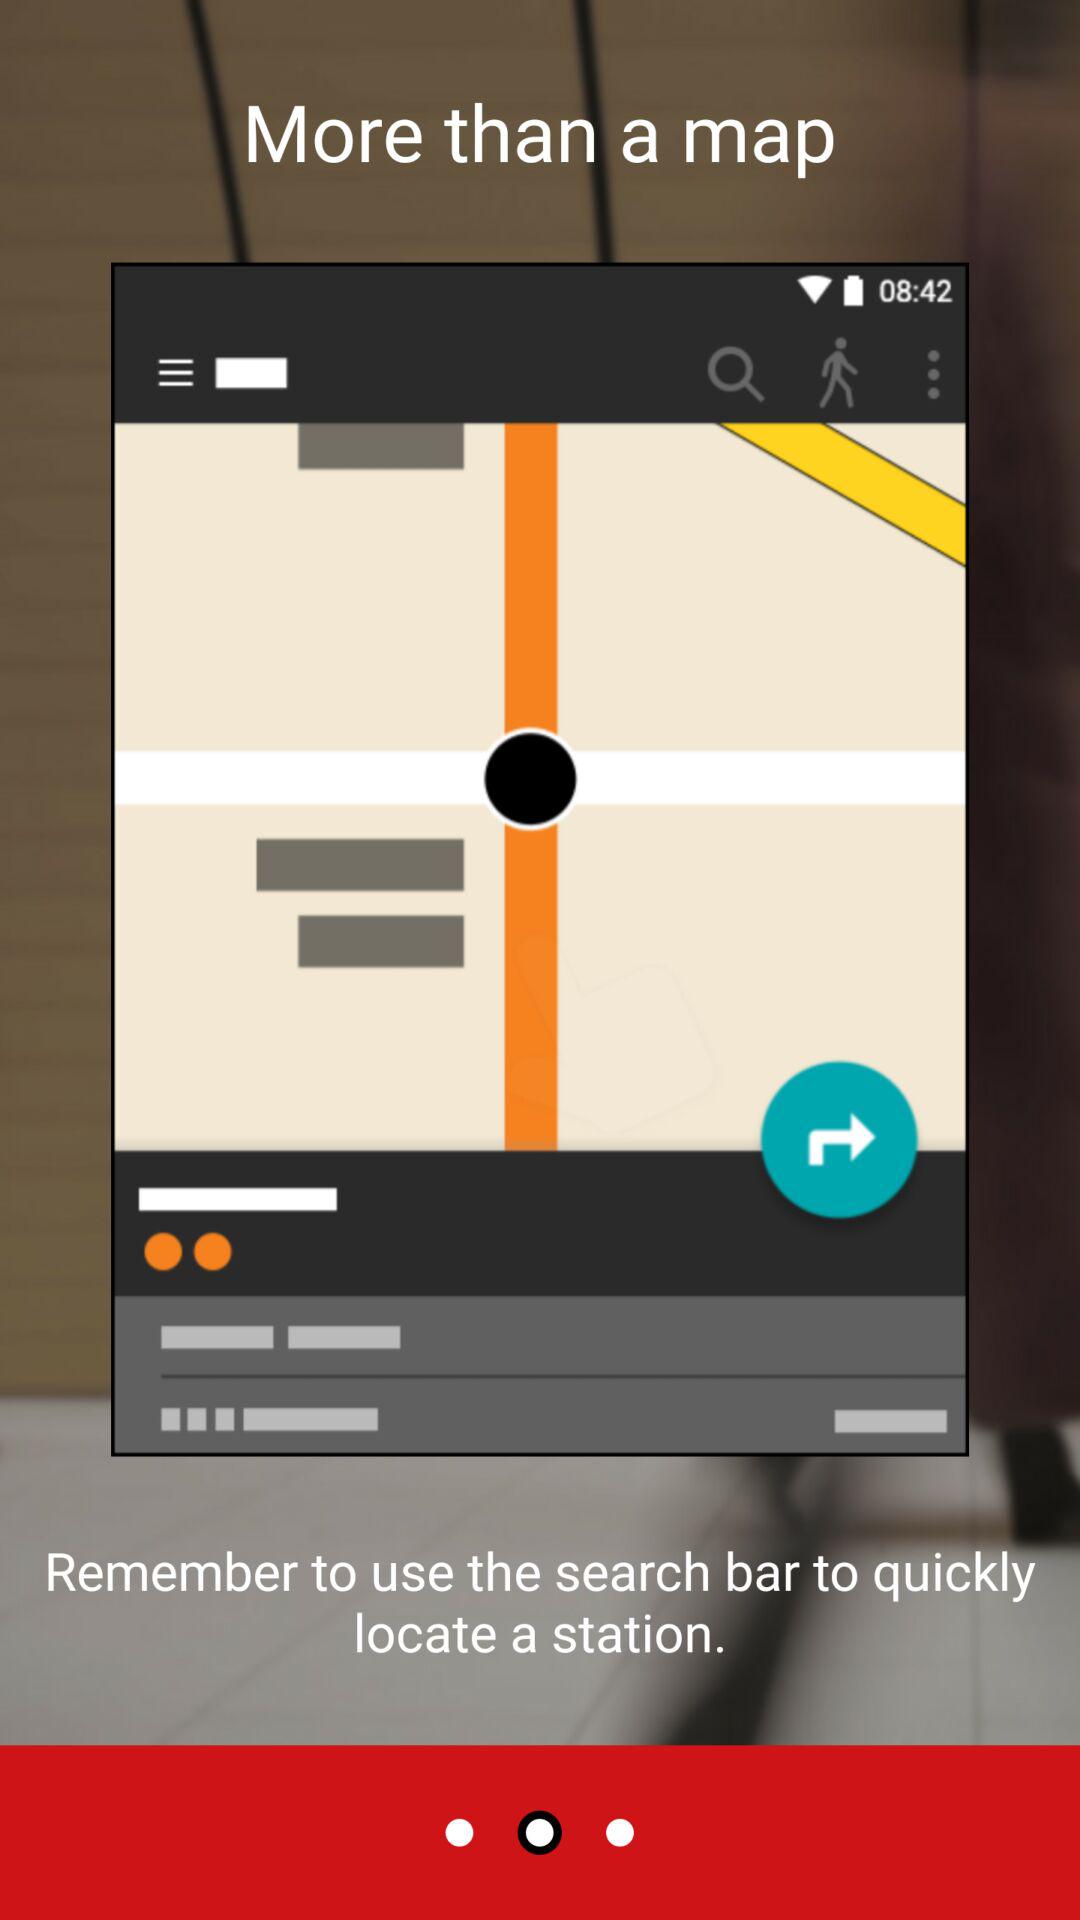 More than a map
08:42
Remember to use the search bar to quickly
locate a station.